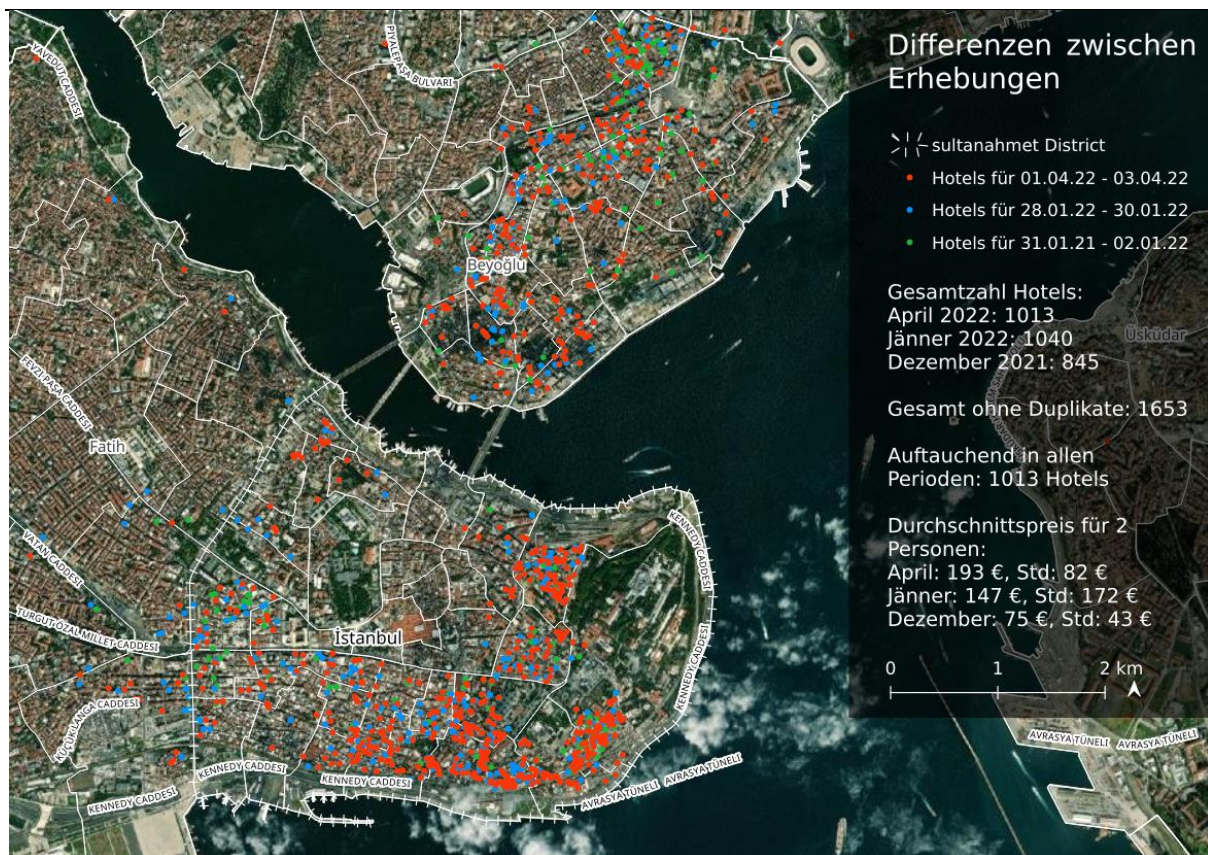 Differenzen zwischen
Erhebungen
sultanahmet District
Hotels für 01.04.22 - 03.04.22
Hotels für 28.01.22 - 30.01.22
Hotels für 31.01.21 - 02.01.22
Gesamtzahl Hotels:
April 2022: 1013
Jänner 2022: 1040
Dezember 2021: 845
Gesamt ohne Duplikate: 1653
Auftauchend in allen
Perioden: 1013 Hotels
Durchschnittspreis für 2
Personen:
April: 193 €, Std: 82 €
Jänner: 147 €, Std: 172 €
Dezember: 75 €, Std: 43 €
0 1 2 km
YAVEDUT CADDESI
PIYALEPAŞA BULVARI
Beyoğlu
Üsküdar
FEVZI PAŞA CADDESI
Fatih
VATAN CADDESI
TURGUT ÖZAL MILLET CADDESI
İstanbul
KENNEDY CADDESI
KENNEDY CADDESI
KÜÇÜK LANGA CADDESI
KENNEDY CADDESI
KENNEDY CADDESI
KENNEDY CADDESI
AVRASYA TÜNELI
AVRASYA TÜNELI
AVRASYA TÜNELI
AVRASYA TÜNELI